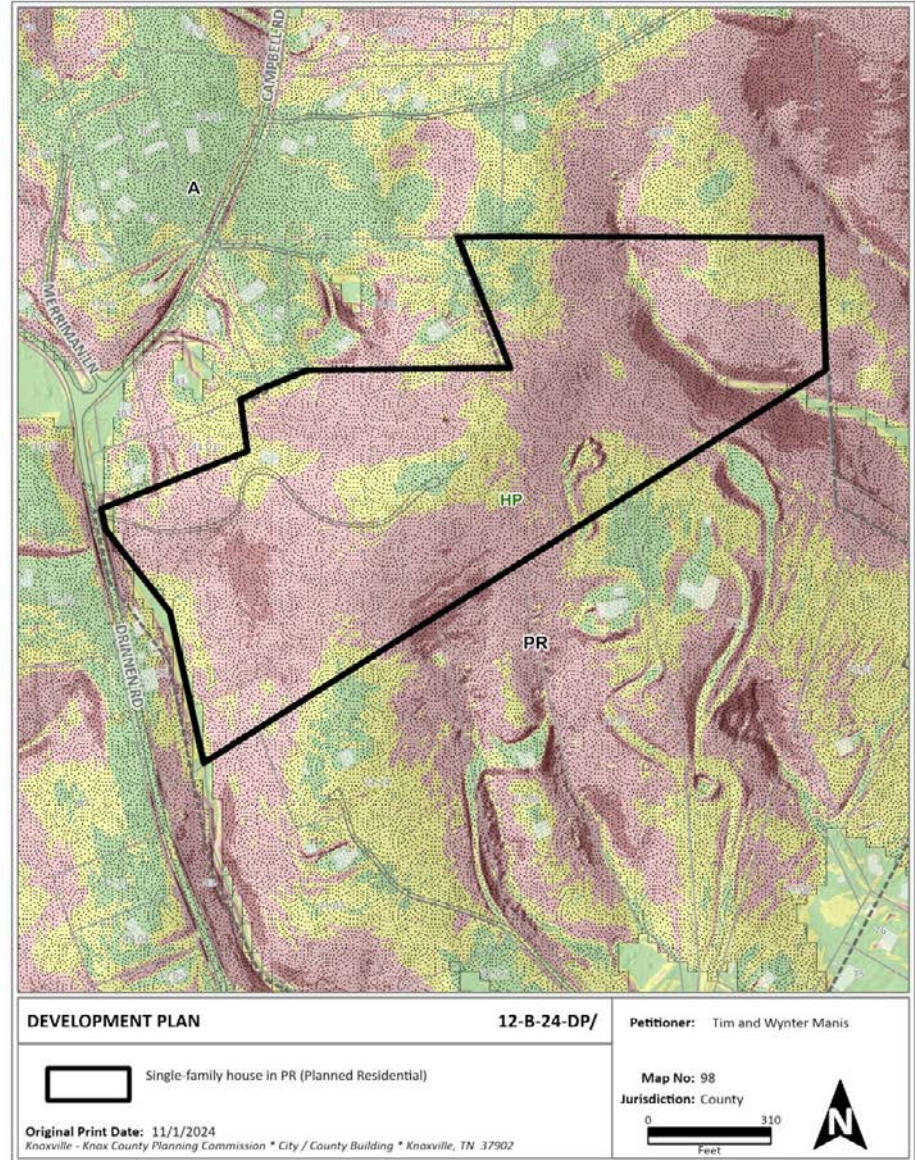 CAMPBELL RD
A
MERRIMAN LN
HP
DRINNEN RD
PR
DEVELOPMENT PLAN
12-B-24-DP/
Petitioner: Tim and Wynter Manis
Single-family house in PR (Planned Residential)
Map No: 98
Jurisdiction: County
0 310
Feet
N
Original Print Date: 11/1/2024
Knoxville - Knox County Planning Commission * City / County Building * Knoxville, TN 37902